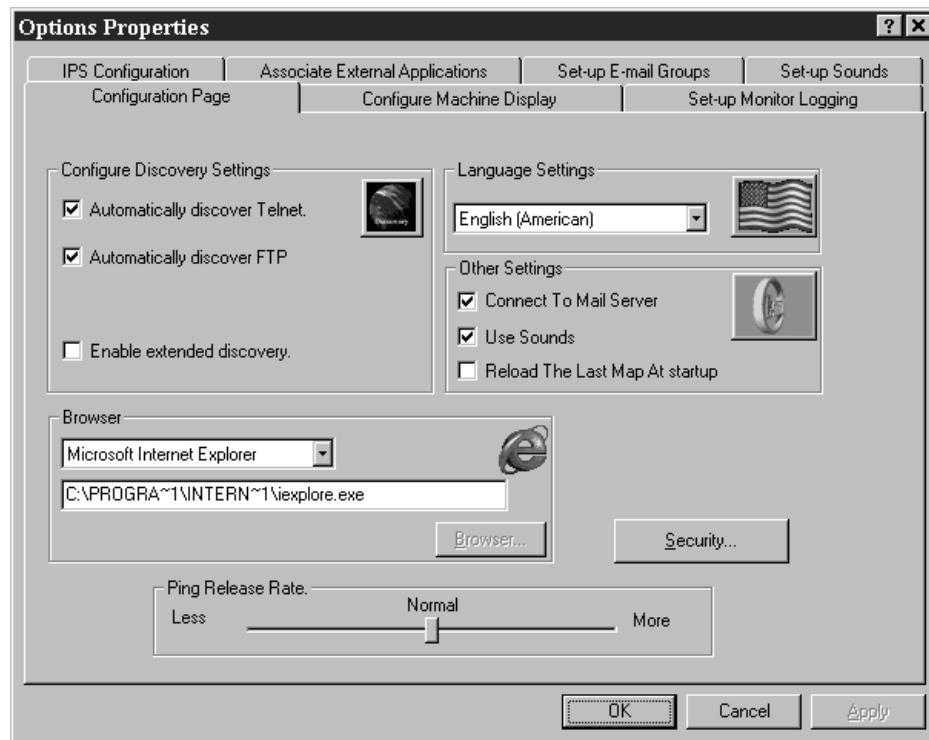 Options Properties
IPS Configuration
Associate External Applications
Set-up E-mail Groups
Set-up Sounds
Configuration Page
Configure Machine Display
Set-up Monitor Logging
Configure Discovery Settings
Automatically discover Telnet.
Discovery
Automatically discover FTP
Enable extended discovery.
Language Settings
English (American)
Other Settings
Connect To Mail Server
Use Sounds
Reload The Last Map At startup
Browser
Microsoft Internet Explorer
C:\PROGRA~1\INTERN~1\iexplore.exe
Browser...
Security...
Ping Release Rate.
Less
Normal
More
OK
Cancel
Apply